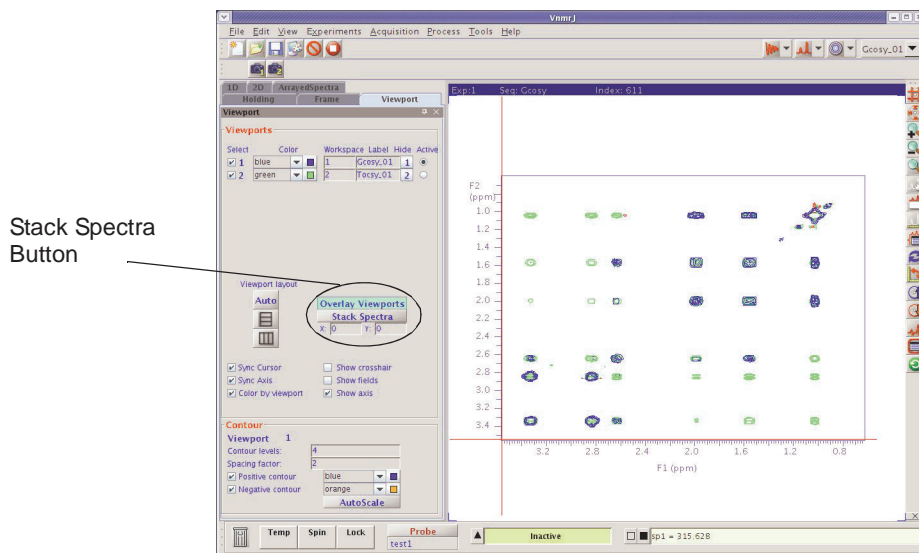 VnmrJ
File Edit View Experiments Acquisition Process Tools Help
Gcosy_01
1D 2D ArrayedSpectra
Holding Frame Viewport
Viewport
Viewports
Select Color Workspace Label Hide Active
1 blue 1 Gcosy_01 1
2 green 2 Tocsy_01 2
Stack Spectra
Button
Viewport layout
Auto
Overlay Viewports
Stack Spectra
X: 0 Y: 0
Sync Cursor Show crosshair
Sync Axis Show fields
Color by viewport Show axis
Contour
Viewport 1
Contour levels: 4
Spacing factor: 2
Positive contour blue
Negative contour orange
AutoScale
Exp:1 Seq: Gcosy Index: 611
F2
(ppm)
1.0
1.2
1.4
1.6
1.8
2.0
2.2
2.4
2.6
2.8
3.0
3.2
3.4
3.2 2.8 2.4 2.0 1.6 1.2 0.8
F1 (ppm)
Temp Spin Lock Probe
test1
Inactive
sp1 = 315.628